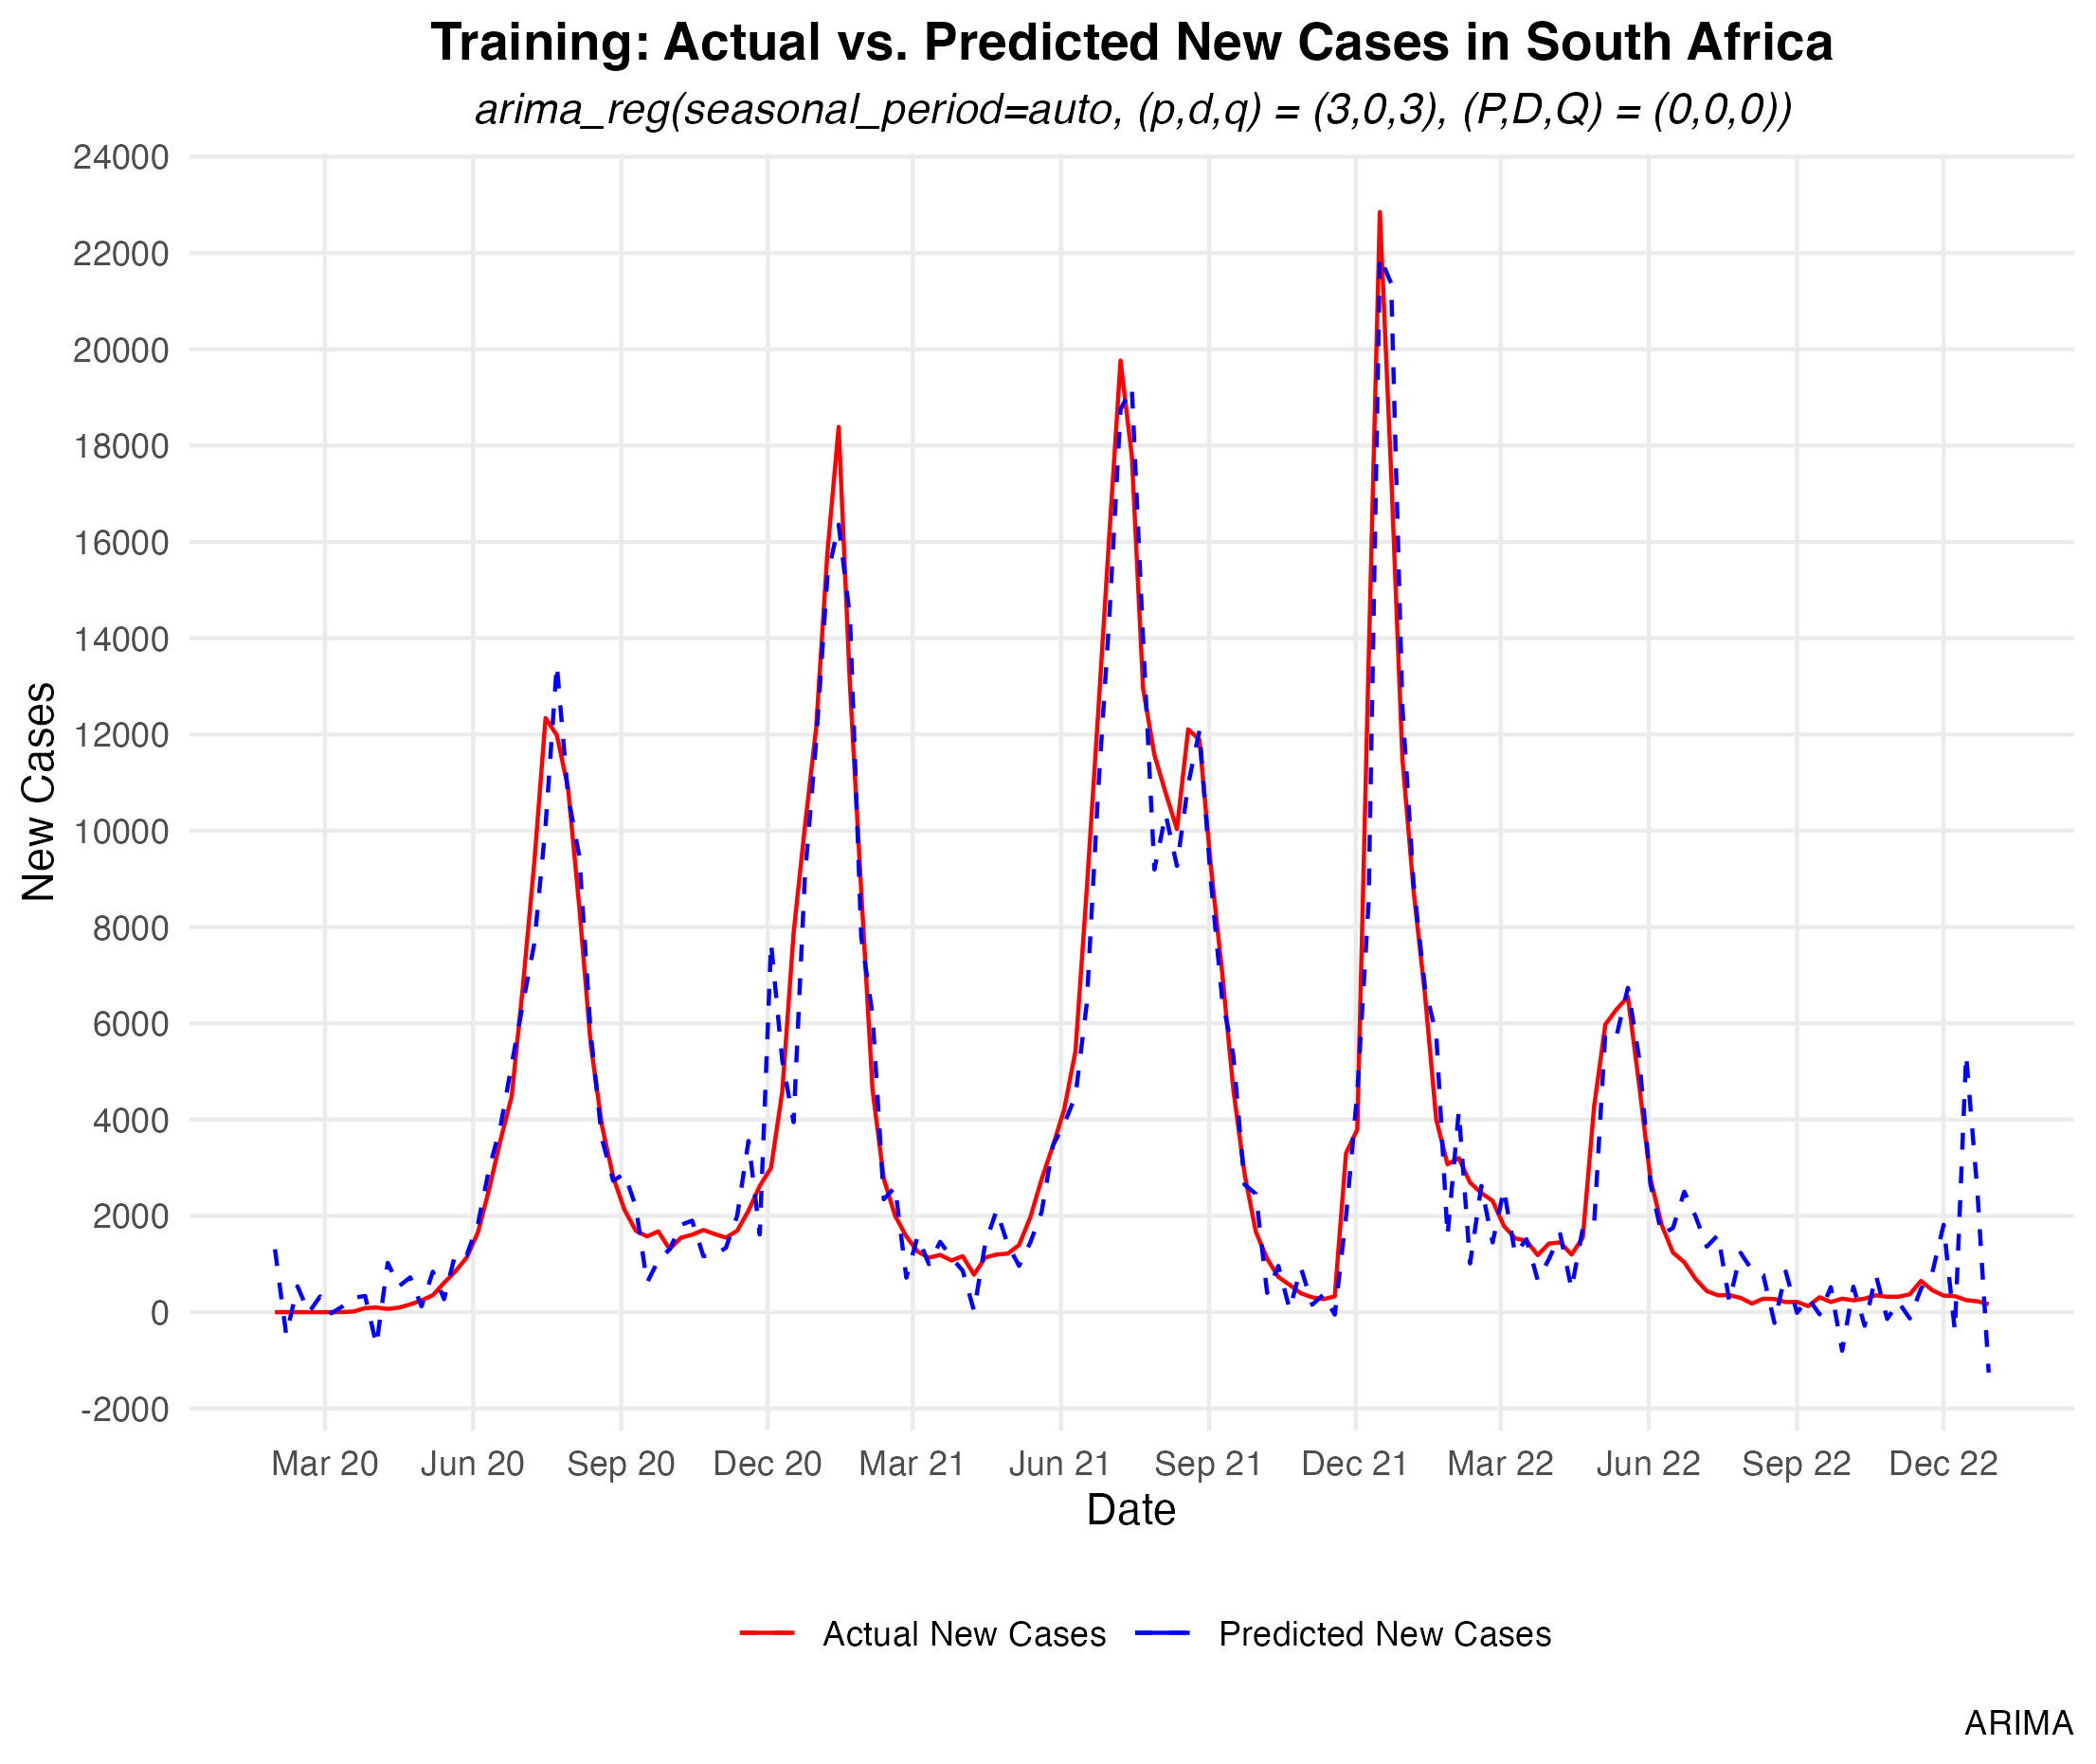 Training: Actual vs. Predicted New Cases in South Africa
arima_reg(seasonal_period=auto, (p,d,q) = (3,0,3), (P,D,Q) = (0,0,0))
24000
22000
20000
18000
16000
14000
12000
10000
8000
6000
4000
2000
0
-2000
New Cases
Mar 20 Jun 20 Sep 20 Dec 20 Mar 21 Jun 21 Sep 21 Dec 21 Mar 22 Jun 22 Sep 22 Dec 22
Date
Actual New Cases Predicted New Cases
ARIMA